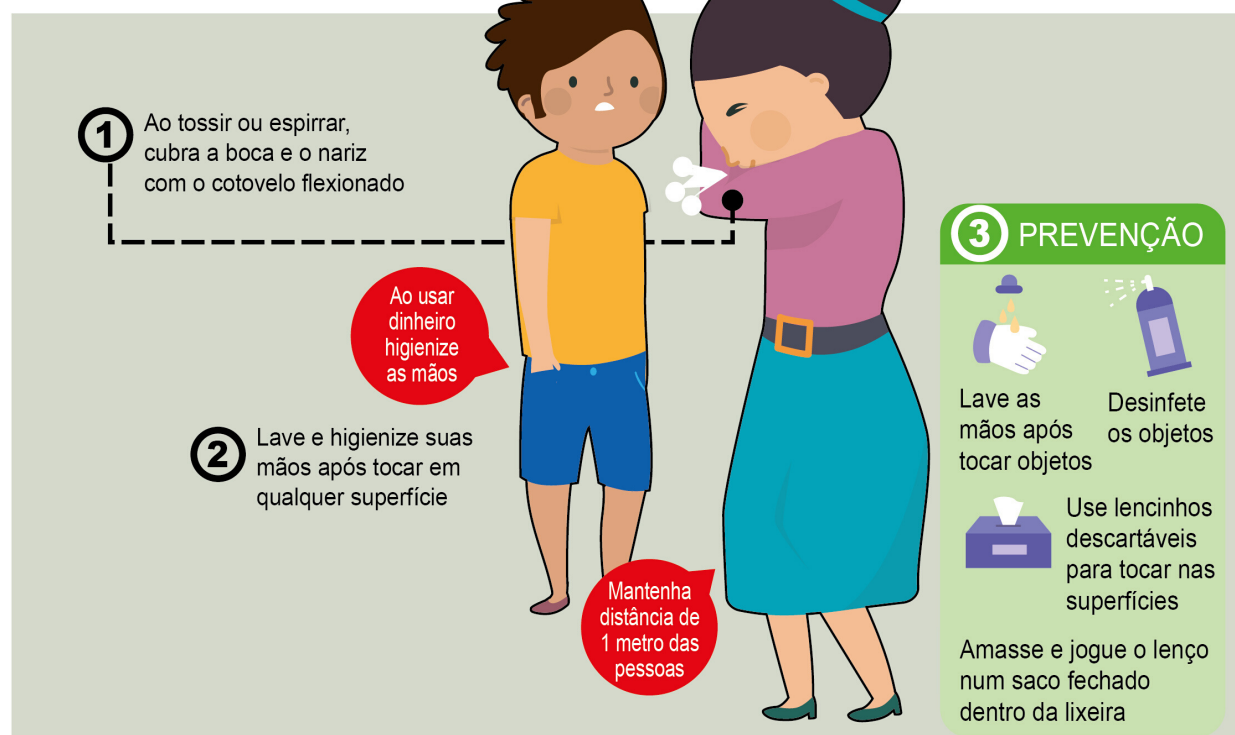 1
Ao tossir ou espirrar,
cubra a boca e o nariz
com o cotovelo flexionado
Ao usar
dinheiro
higienize
as mãos
2
Lave e higienize suas
mãos após tocar em
qualquer superfície
Mantenha
distância de
1 metro das
pessoas
3 PREVENÇÃO
Lave as
mãos após
tocar objetos
Desinfete
os objetos
Use lencinhos
descartáveis
para tocar nas
superfícies
Amasse e jogue o lenço
num saco fechado
dentro da lixeira